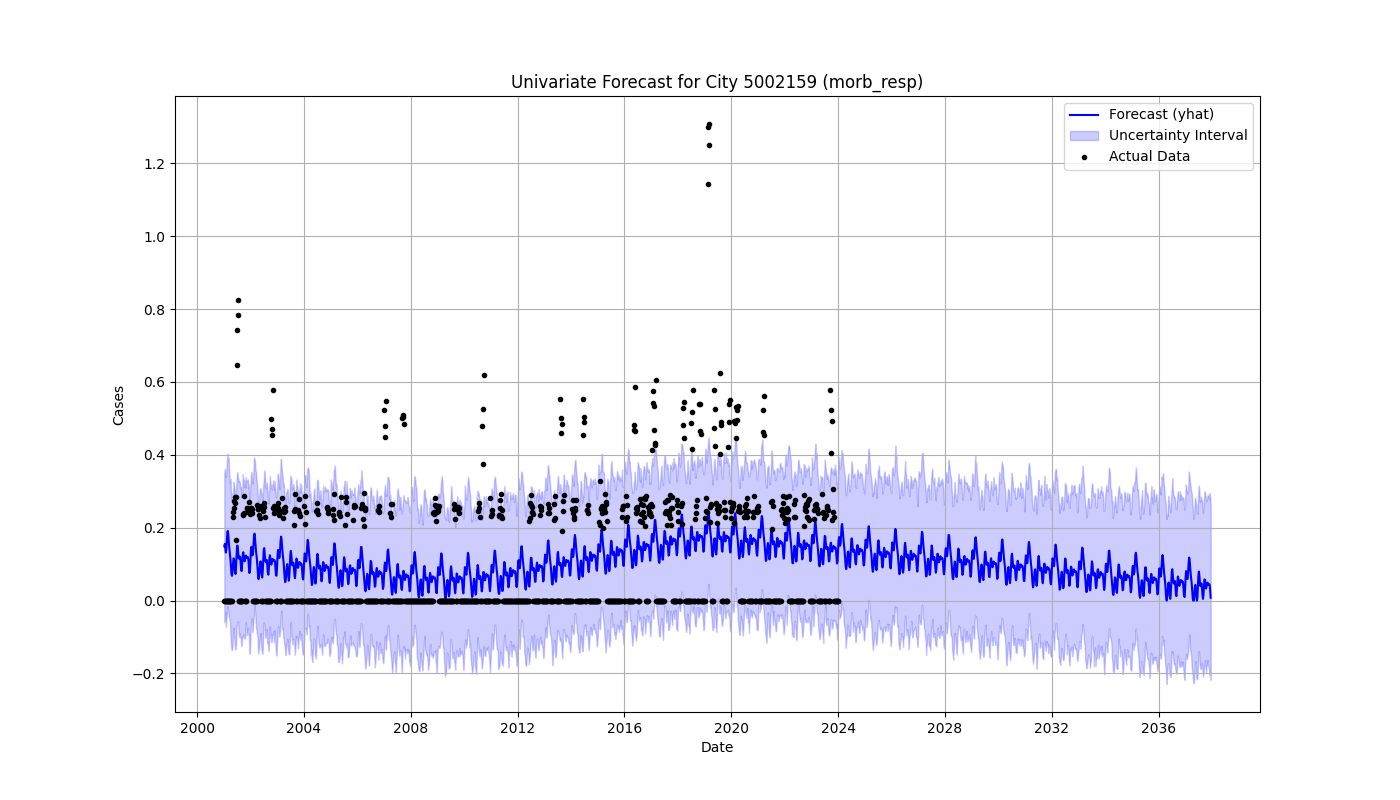 Univariate Forecast for City 5002159 (morb_resp)
Forecast (yhat)
Uncertainty Interval
Actual Data
Cases
1.2
1.0
0.8
0.6
0.4
0.2
0.0
−0.2
2000 2004 2008 2012 2016 2020 2024 2028 2032 2036
Date